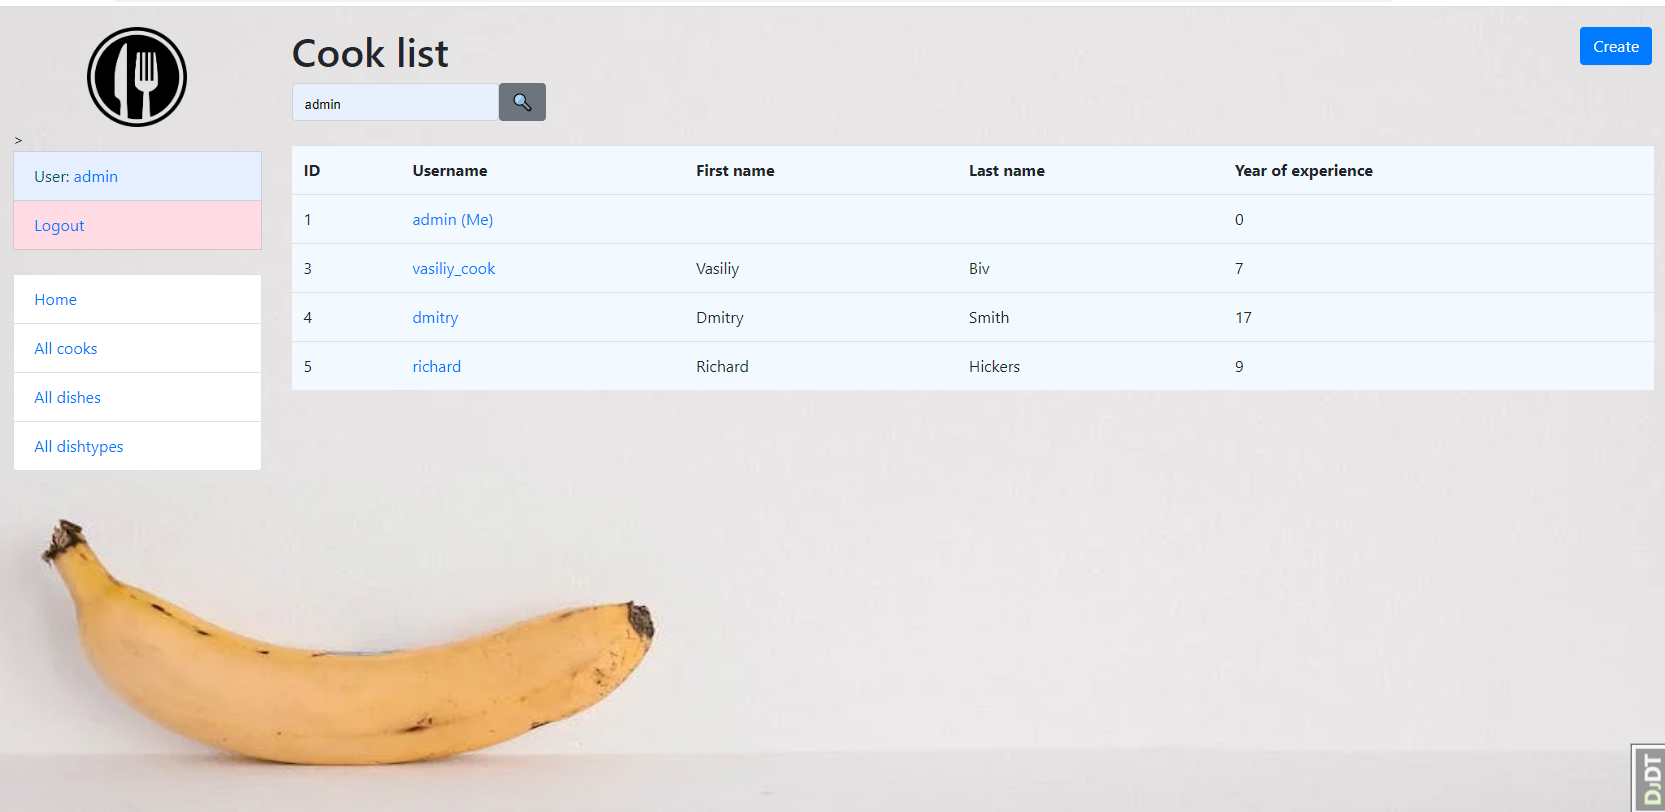 Cook list
Create
admin
>
User: admin
Logout
Home
All cooks
All dishes
All dishtypes
ID Username First name Last name Year of experience
1 admin (Me) 0
3 vasiliy_cook Vasiliy Biv 7
4 dmitry Dmitry Smith 17
5 richard Richard Hickers 9
DJDT